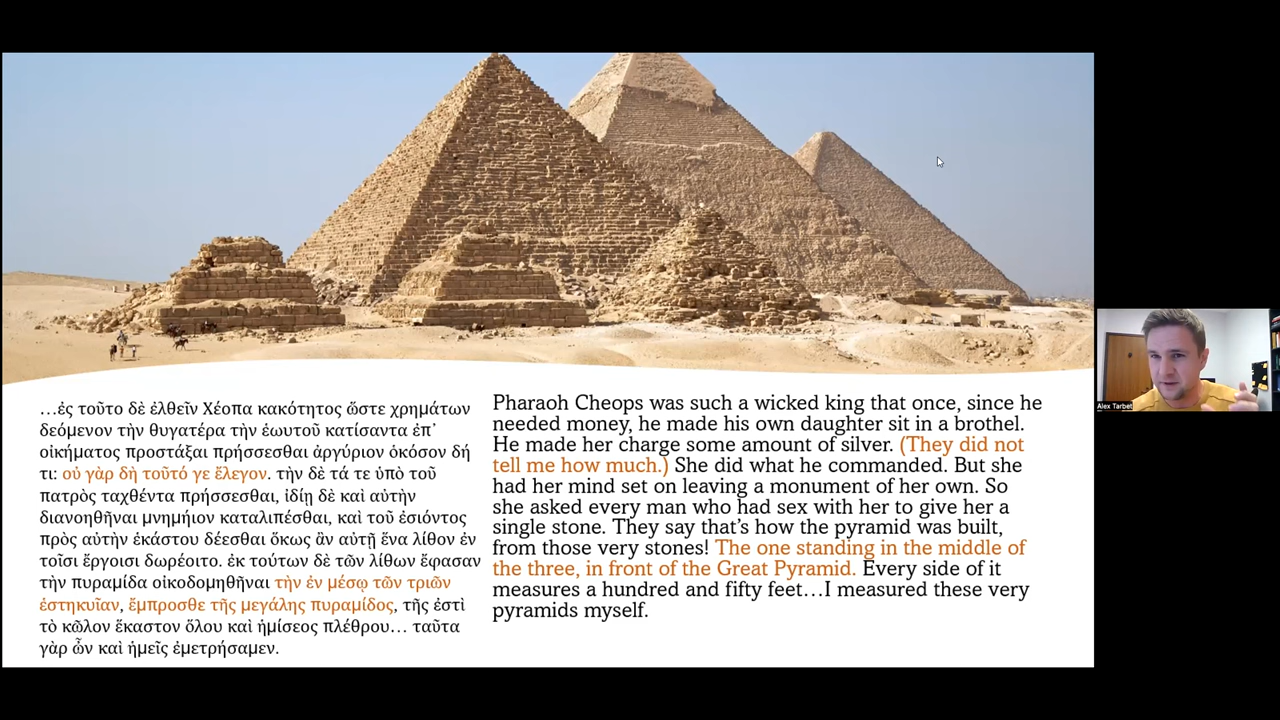 …ἐς τοῦτο δὲ ἐλθεῖν Χέοπα κακότητος ὥστε χρημάτων
δεόμενον τὴν θυγατέρα τὴν ἑωυτοῦ κατίσαντα ἐπ’
οἰκήματος προστάξαι πρήσσεσθαι ἀργύριον ὁκόσον δή
τι: οὐ γὰρ δὴ τοῦτό γε ἔλεγον. τὴν δὲ τά τε ὑπὸ τοῦ
πατρὸς ταχθέντα πρήσσεσθαι, ἰδίῃ δὲ καὶ αὐτὴν
διανοηθῆναι μνημήιον καταλιπέσθαι, καὶ τοῦ ἐσιόντος
πρὸς αὐτὴν ἑκάστου δέεσθαι ὅκως ἂν αὐτῇ ἕνα λίθον ἐν
τοῖσι ἔργοισι δωρέοιτο. ἐκ τούτων δὲ τῶν λίθων ἔφασαν
τὴν πυραμίδα οἰκοδομηθῆναι τὴν ἐν μέσῳ τῶν τριῶν
ἑστηκυῖαν, ἔμπροσθε τῆς μεγάλης πυραμίδος, τῆς ἐστὶ
τὸ κῶλον ἕκαστον ὅλου καὶ ἡμίσεος πλέθρου… ταῦτα
γὰρ ὦν καὶ ἡμεῖς ἐμετρήσαμεν.
Pharaoh Cheops was such a wicked king that once, since he
needed money, he made his own daughter sit in a brothel.
He made her charge some amount of silver. (They did not
tell me how much.) She did what he commanded. But she
had her mind set on leaving a monument of her own. So
she asked every man who had sex with her to give her a
single stone. They say that’s how the pyramid was built,
from those very stones! The one standing in the middle of
the three, in front of the Great Pyramid. Every side of it
measures a hundred and fifty feet…I measured these very
pyramids myself.
Alex Tarbet